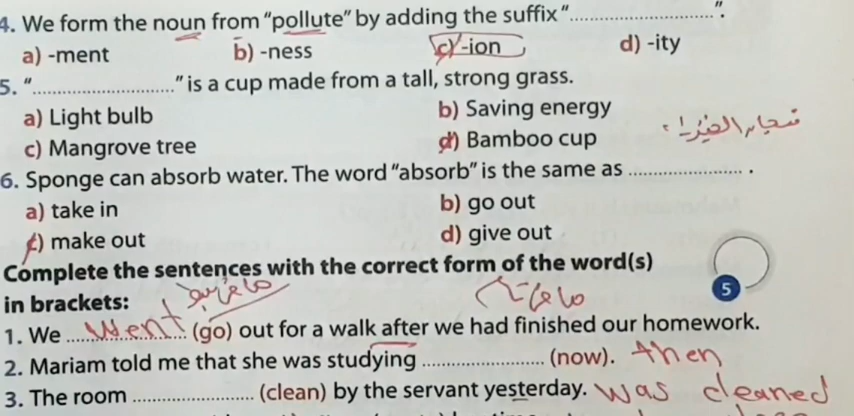 4. We form the noun from "pollute" by adding the suffix "..............................".
a) -ment b) -ness c) -ion d) -ity
5. ".............................." is a cup made from a tall, strong grass.
a) Light bulb b) Saving energy
c) Mangrove tree d) Bamboo cup
6. Sponge can absorb water. The word "absorb" is the same as ........................ .
a) take in b) go out
c) make out d) give out
Complete the sentences with the correct form of the word(s)
in brackets:
5
1. We went (go) out for a walk after we had finished our homework.
2. Mariam told me that she was studying ........................ (now). then
3. The room ........................ (clean) by the servant yesterday. was cleaned